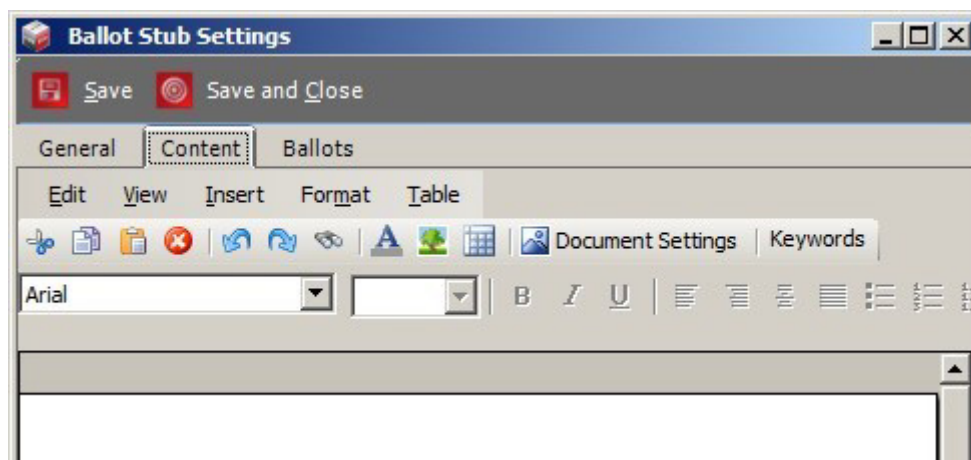 Ballot Stub Settings
Save Save and Close
General Content Ballots
Edit View Insert Format Table
A Document Settings Keywords
Arial B I U